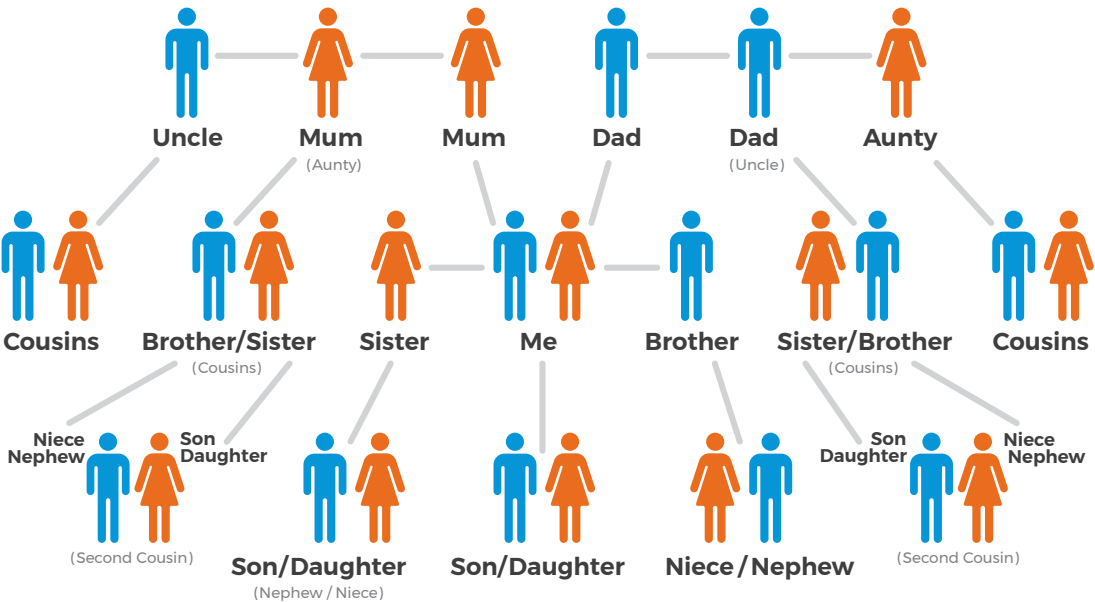 Uncle
Mum
(Aunty)
Mum
Dad
Dad
(Uncle)
Aunty
Cousins
Brother/Sister
(Cousins)
Sister
Me
Brother
Sister/Brother
(Cousins)
Cousins
Niece
Nephew
Son
Daughter
(Second Cousin)
Son/Daughter
(Nephew / Niece)
Son/Daughter
Niece / Nephew
Son
Daughter
Niece
Nephew
(Second Cousin)